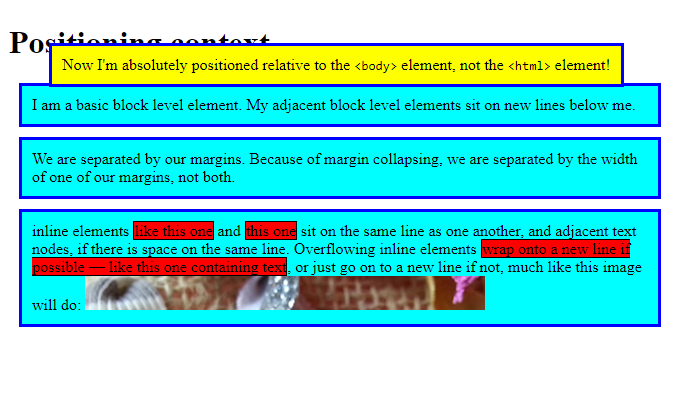 Positioning context
Now I'm absolutely positioned relative to the <body> element, not the <html> element!
I am a basic block level element. My adjacent block level elements sit on new lines below me.
We are separated by our margins. Because of margin collapsing, we are separated by the width
of one of our margins, not both.
inline elements like this one and this one sit on the same line as one another, and adjacent text
nodes, if there is space on the same line. Overflowing inline elements wrap onto a new line if
possible — like this one containing text, or just go on to a new line if not, much like this image
will do: